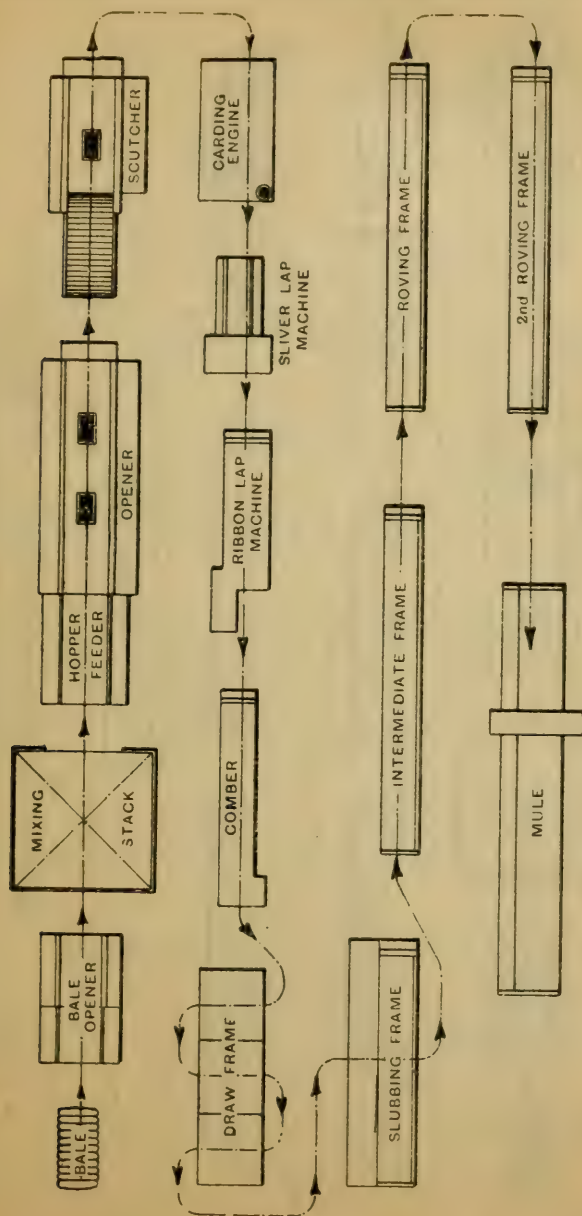 BALE
BALE
OPENER
MIXING
STACK
HOPPER
FEEDER
OPENER
SCUTCHER
CARDING
ENGINE
SLIVER LAP
MACHINE
RIBBON LAP
MACHINE
COMBER
DRAW FRAME
SLUBBING FRAME
INTERMEDIATE FRAME
ROVING FRAME
2nd ROVING FRAME
MULE